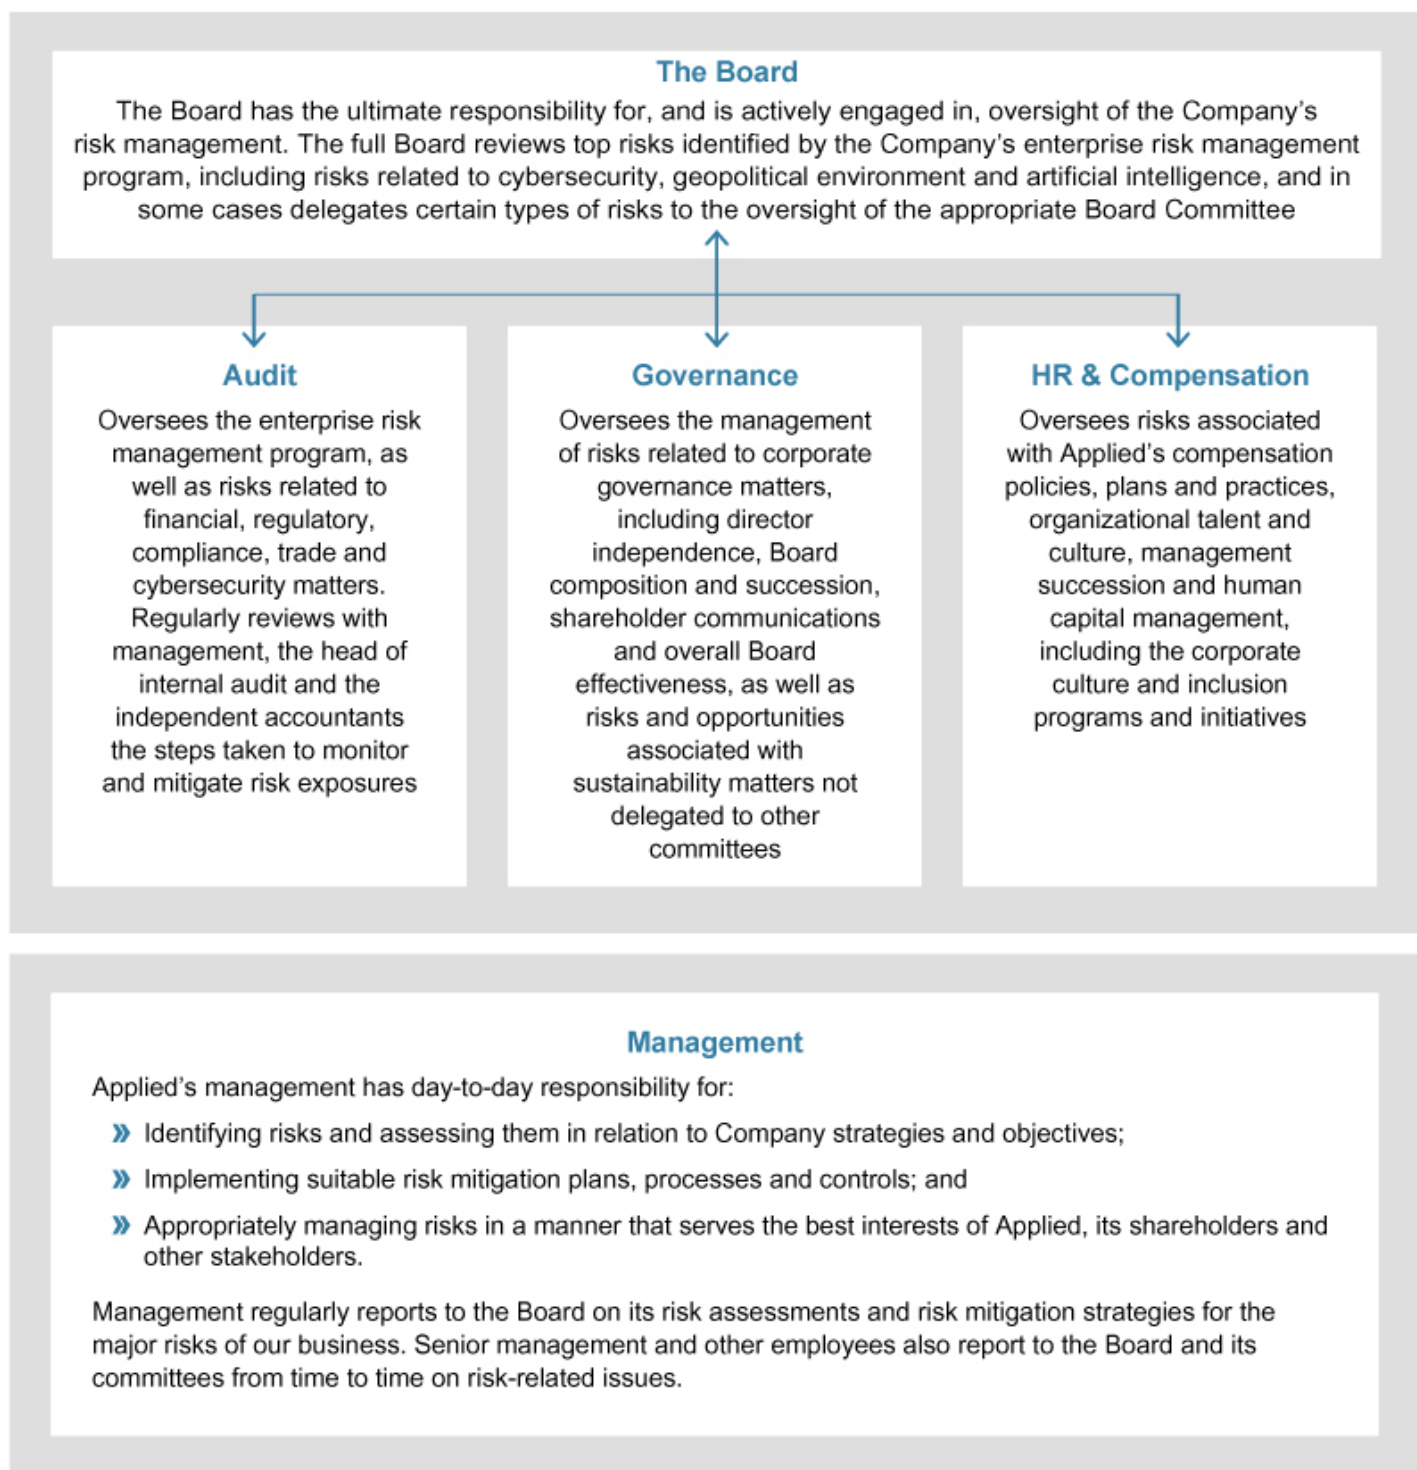 The Board
The Board has the ultimate responsibility for, and is actively engaged in, oversight of the Company’s
risk management. The full Board reviews top risks identified by the Company’s enterprise risk management
program, including risks related to cybersecurity, geopolitical environment and artificial intelligence, and in
some cases delegates certain types of risks to the oversight of the appropriate Board Committee
Audit
Oversees the enterprise risk
management program, as
well as risks related to
financial, regulatory,
compliance, trade and
cybersecurity matters.
Regularly reviews with
management, the head of
internal audit and the
independent accountants
the steps taken to monitor
and mitigate risk exposures
Governance
Oversees the management
of risks related to corporate
governance matters,
including director
independence, Board
composition and succession,
shareholder communications
and overall Board
effectiveness, as well as
risks and opportunities
associated with
sustainability matters not
delegated to other
committees
HR & Compensation
Oversees risks associated
with Applied’s compensation
policies, plans and practices,
organizational talent and
culture, management
succession and human
capital management,
including the corporate
culture and inclusion
programs and initiatives
Management
Applied’s management has day-to-day responsibility for:
» Identifying risks and assessing them in relation to Company strategies and objectives;
» Implementing suitable risk mitigation plans, processes and controls; and
» Appropriately managing risks in a manner that serves the best interests of Applied, its shareholders and
other stakeholders.
Management regularly reports to the Board on its risk assessments and risk mitigation strategies for the
major risks of our business. Senior management and other employees also report to the Board and its
committees from time to time on risk-related issues.